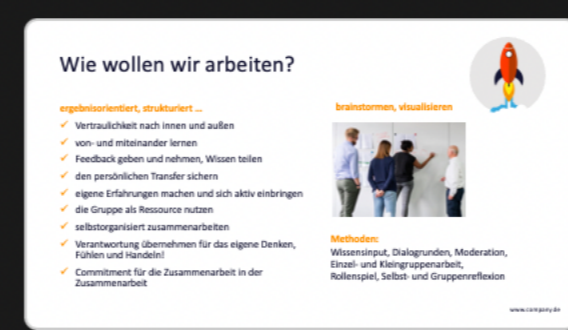 Wie wollen wir arbeiten?
ergebnisorientiert, strukturiert ...
Vertraulichkeit nach innen und außen
von- und miteinander lernen
Feedback geben und nehmen, Wissen teilen
den persönlichen Transfer sichern
eigene Erfahrungen machen und sich aktiv einbringen
die Gruppe als Ressource nutzen
selbstorganisiert zusammenarbeiten
Verantwortung übernehmen für das eigene Denken,
Fühlen und Handeln!
Commitment für die Zusammenarbeit in der
Zusammenarbeit
brainstormen, visualisieren
Methoden:
Wissensinput, Dialogrunden, Moderation,
Einzel- und Kleingruppenarbeit,
Rollenspiel, Selbst- und Gruppenreflexion
www.company.de